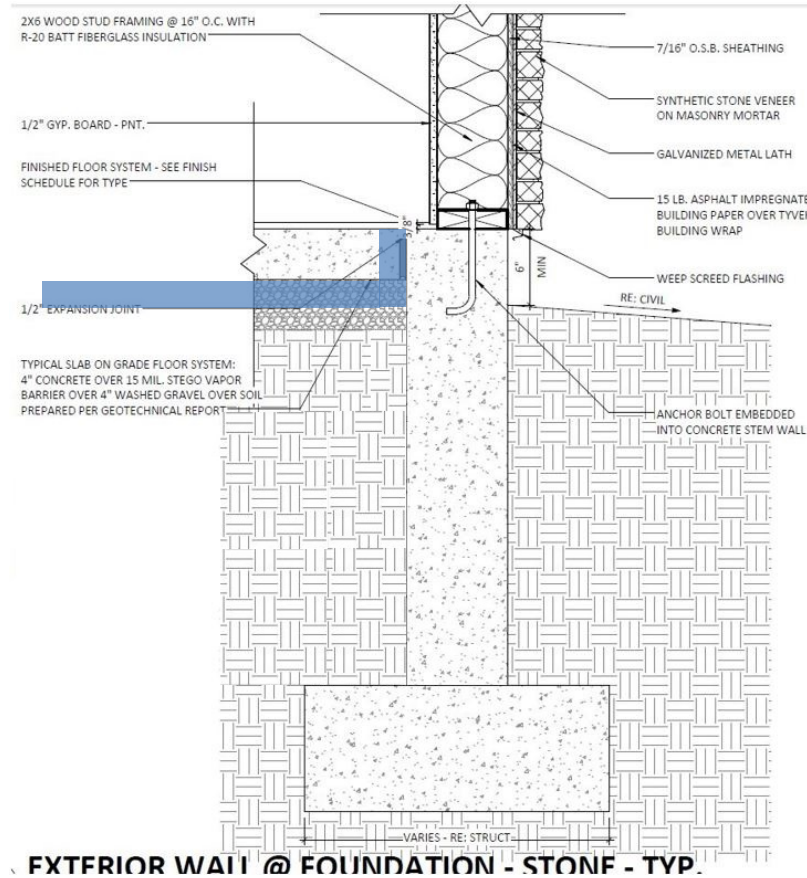 2X6 WOOD STUD FRAMING @ 16" O.C. WITH
R-20 BATT FIBERGLASS INSULATION
1/2" GYP. BOARD - PNT.
FINISHED FLOOR SYSTEM - SEE FINISH
SCHEDULE FOR TYPE
1/2" EXPANSION JOINT
TYPICAL SLAB ON GRADE FLOOR SYSTEM:
4" CONCRETE OVER 15 MIL. STEGO VAPOR
BARRIER OVER 4" WASHED GRAVEL OVER SOIL
PREPARED PER GEOTECHNICAL REPORT
3/8"
6"
MIN
7/16" O.S.B. SHEATHING
SYNTHETIC STONE VENEER
ON MASONRY MORTAR
GALVANIZED METAL LATH
15 LB. ASPHALT IMPREGNATE
BUILDING PAPER OVER TYVEK
BUILDING WRAP
WEEP SCREED FLASHING
RE: CIVIL
ANCHOR BOLT EMBEDDED
INTO CONCRETE STEM WALL
VARIES - RE: STRUCT
EXTERIOR WALL @ FOUNDATION - STONE - TYP.